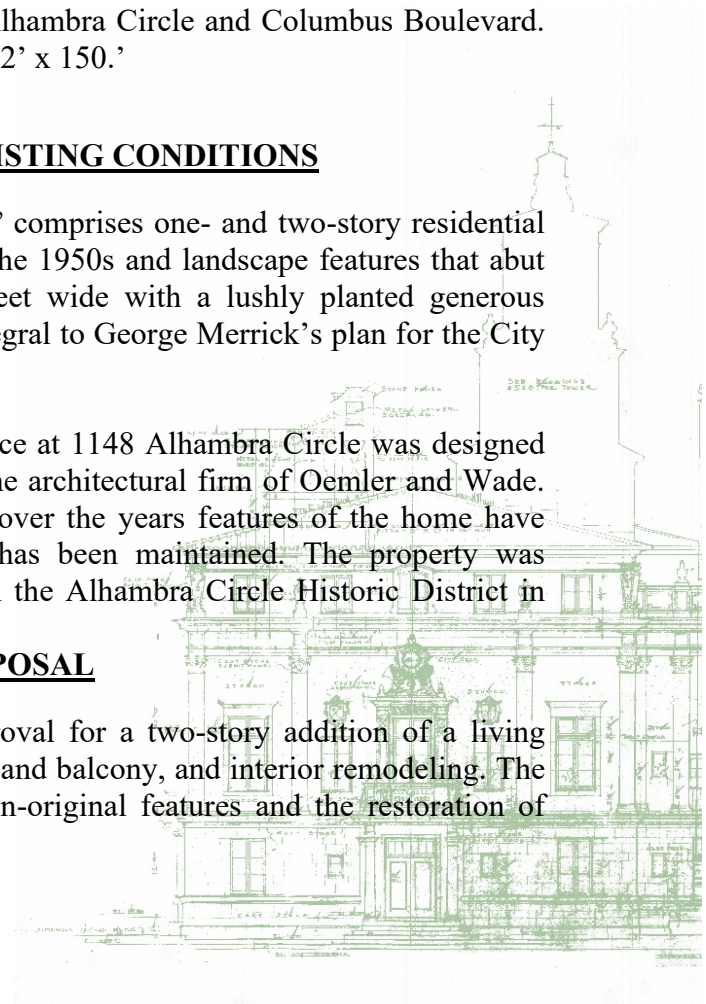 lhambra Circle and Columbus Boulevard.
2’ x 150.’
ISTING CONDITIONS
’ comprises one- and two-story residential
he 1950s and landscape features that abut
eet wide with a lushly planted generous
egral to George Merrick’s plan for the City
SEE DRAWINGS
ce at 1148 Alhambra Circle was designed
he architectural firm of Oemler and Wade.
over the years features of the home have
has been maintained. The property was
the Alhambra Circle Historic District in
POSAL
roval for a two-story addition of a living
and balcony, and interior remodeling. The
n-original features and the restoration of